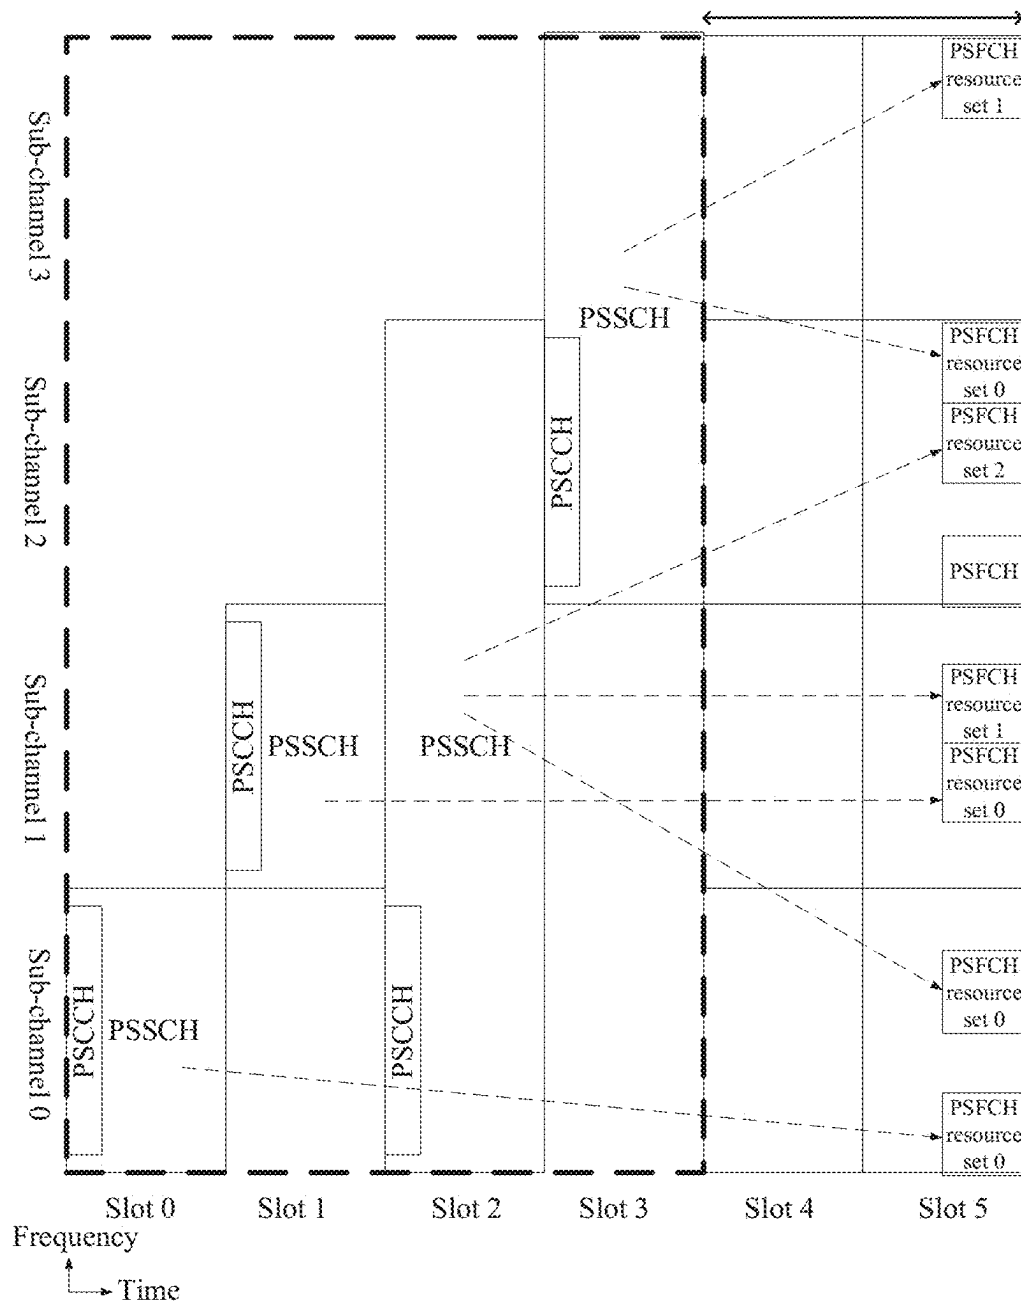 PSFCH
resource
set 1
Sub-channel 3
PSSCH
PSFCH
resource
set 0
PSFCH
resource
set 2
Sub-channel 2
PSCCH
PSFCH
PSFCH
resource
set 1
Sub-channel 1
PSCCH
PSSCH
PSSCH
PSFCH
resource
set 0
PSFCH
resource
set 0
Sub-channel 0
PSCCH
PSSCH
PSCCH
PSFCH
resource
set 0
Slot 0
Slot 1
Slot 2
Slot 3
Slot 4
Slot 5
Frequency
Time